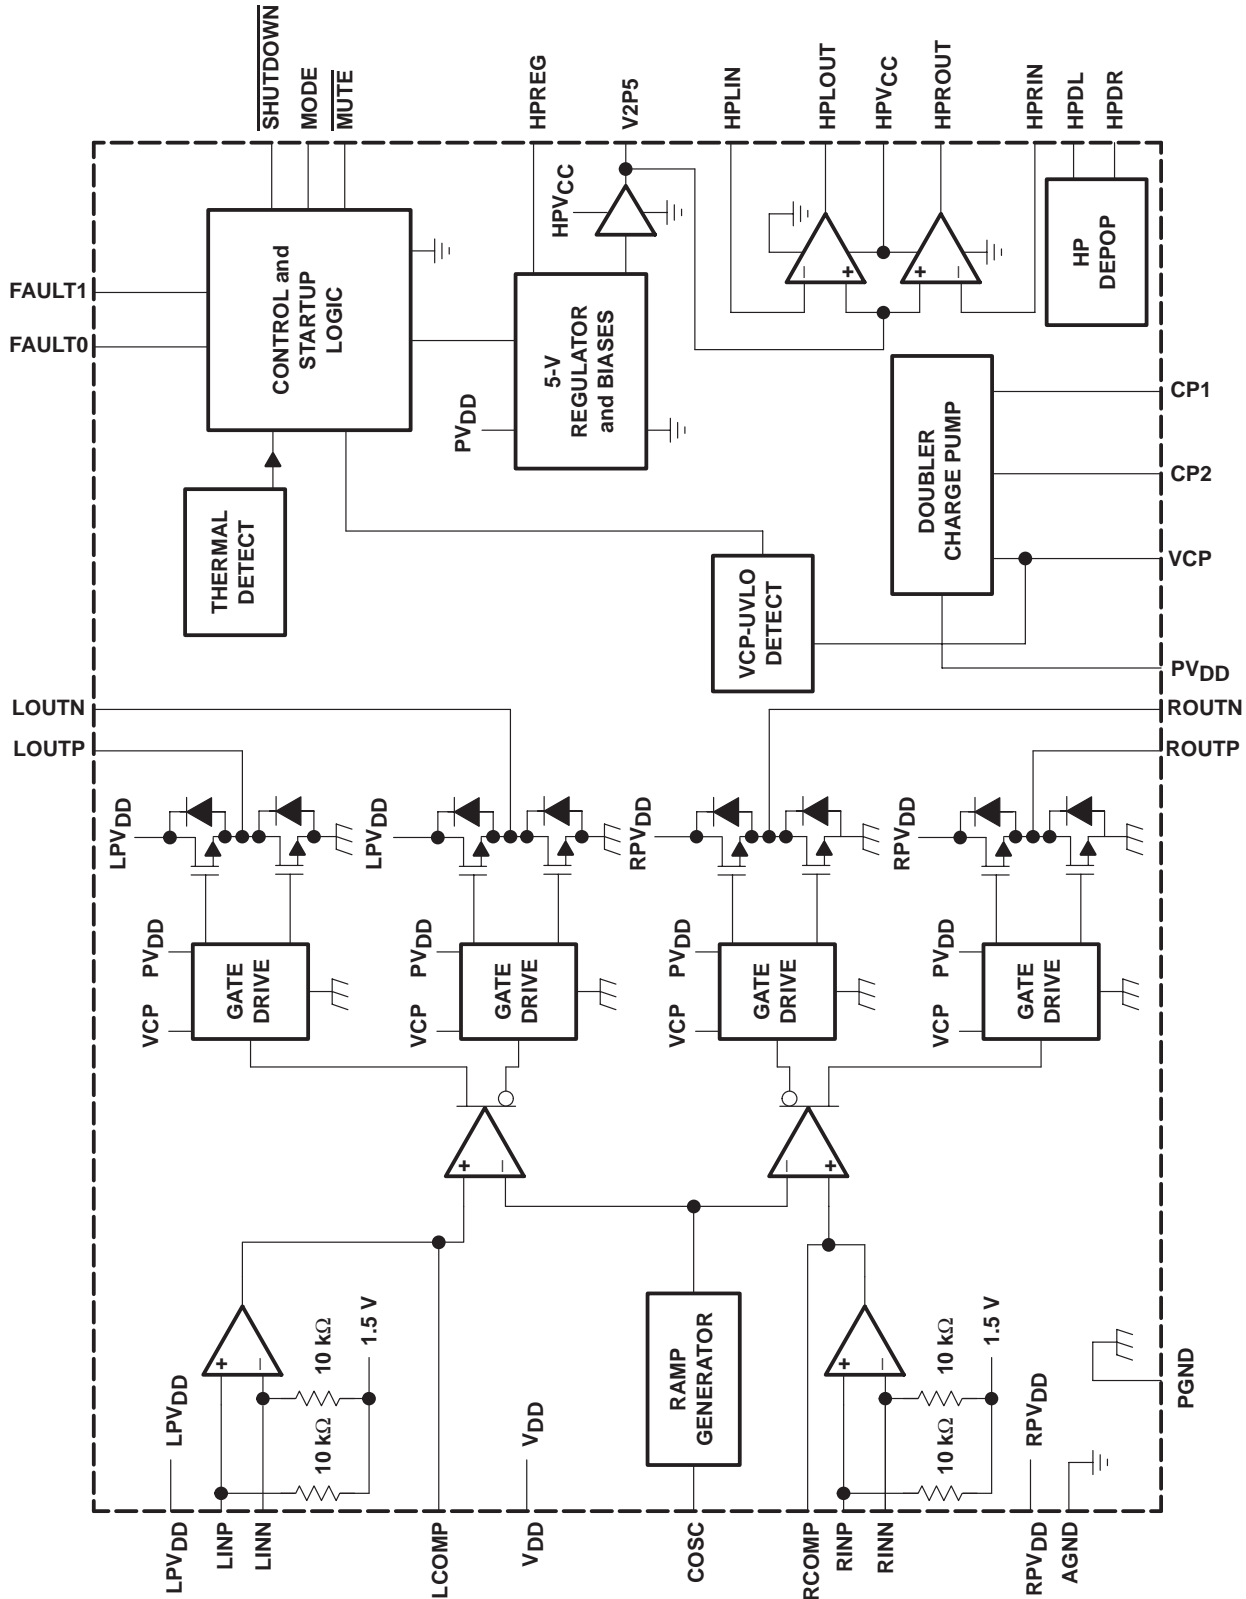 SHUTDOWN
MODE
MUTE
HPREG
V2P5
HPLIN
HPLOUT
HPVCC
HPROUT
HPRIN
HPDL
HPDR
FAULT1
FAULT0
CONTROL and
STARTUP
LOGIC
HPVCC
5-V
REGULATOR
and BIASES
PVDD
HP
DEPOP
THERMAL
DETECT
VCP-UVLO
DETECT
DOUBLER
CHARGE PUMP
CP1
CP2
VCP
PVDD
LOUTN
LOUTP
ROUTN
ROUTP
LPVDD
LPVDD
RPVDD
RPVDD
PVDD
VCP
GATE
DRIVE
PVDD
VCP
GATE
DRIVE
PVDD
VCP
GATE
DRIVE
PVDD
VCP
GATE
DRIVE
+
–
–
+
+
–
+
–
–
+
+
–
LPVDD
10 kΩ
10 kΩ
1.5 V
VDD
RAMP
GENERATOR
10 kΩ
10 kΩ
1.5 V
RPVDD
PGND
LPVDD
LINP
LINN
LCOMP
VDD
COSC
RCOMP
RINP
RINN
RPVDD
AGND